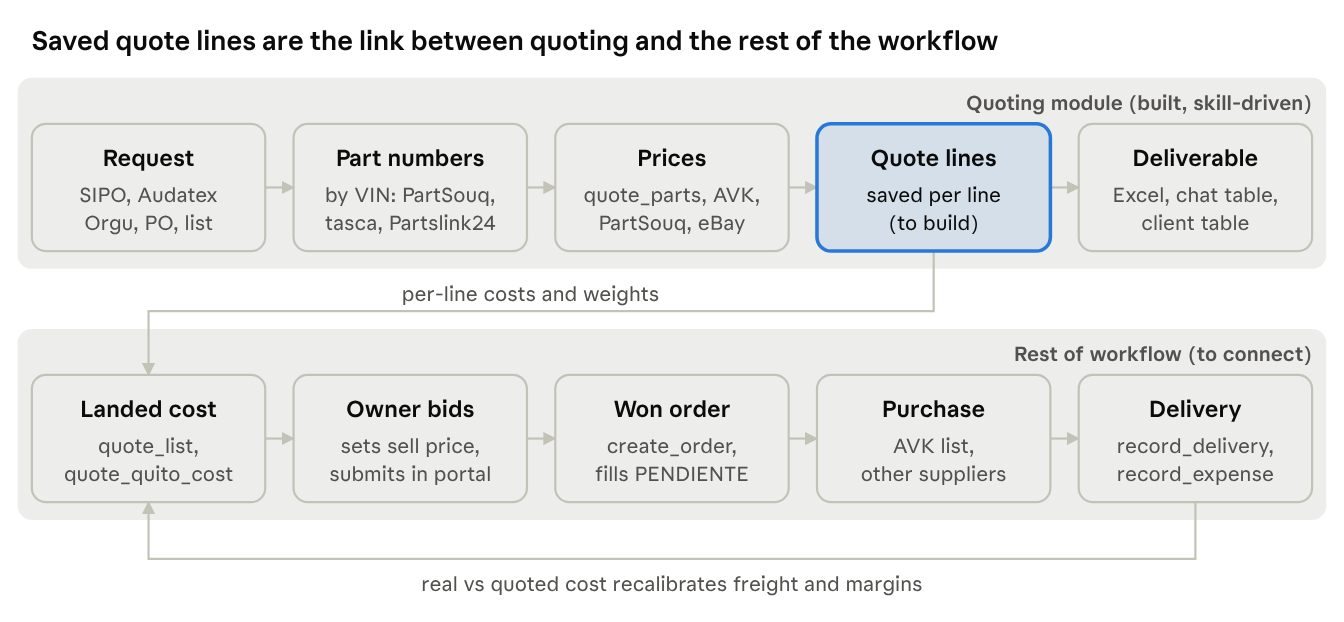 Saved quote lines are the link between quoting and the rest of the workflow
Quoting module (built, skill-driven)
Request
SIPO, Audatex
Orgu, PO, list
Part numbers
by VIN: PartSouq,
tasca, Partslink24
Prices
quote_parts, AVK,
PartSouq, eBay
Quote lines
saved per line
(to build)
Deliverable
Excel, chat table,
client table
per-line costs and weights
Rest of workflow (to connect)
Landed cost
quote_list,
quote_quito_cost
Owner bids
sets sell price,
submits in portal
Won order
create_order,
fills PENDIENTE
Purchase
AVK list,
other suppliers
Delivery
record_delivery,
record_expense
real vs quoted cost recalibrates freight and margins